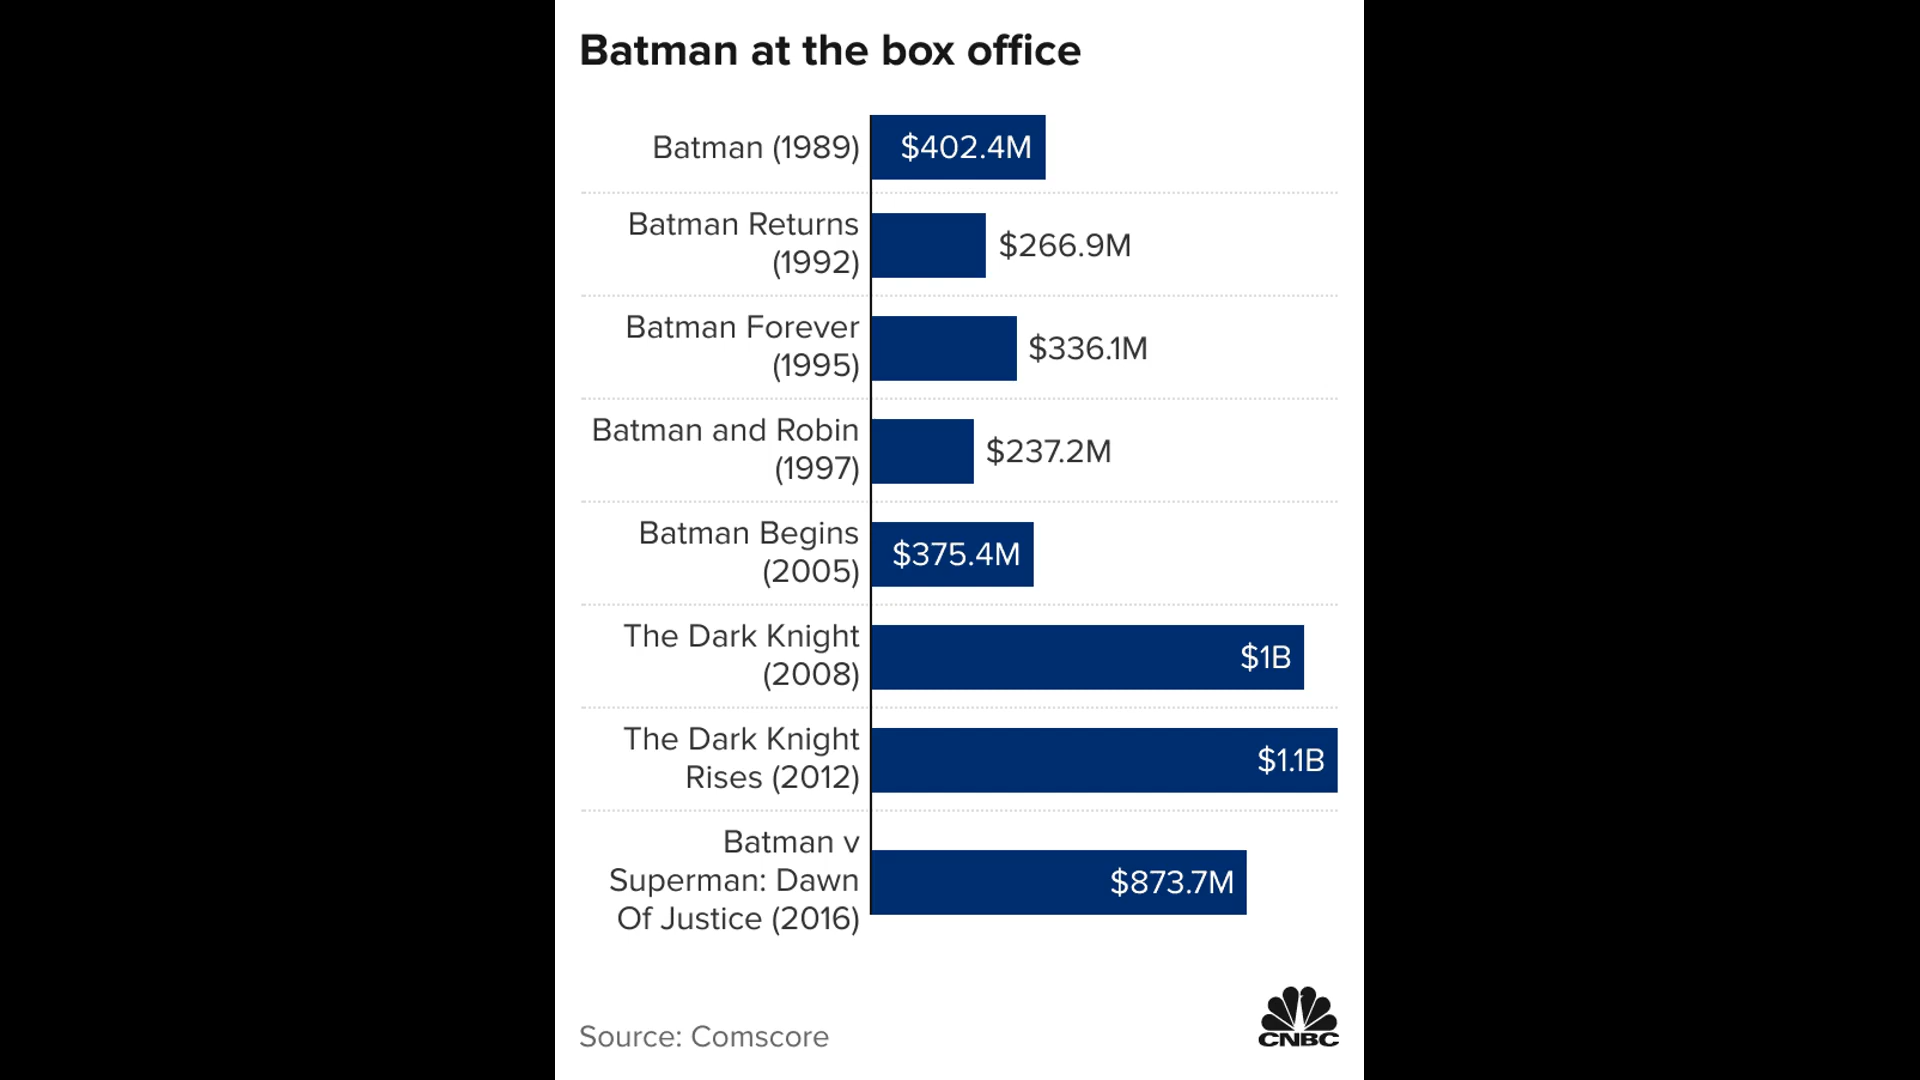 Batman at the box office
Batman (1989)
$402.4M
Batman Returns
(1992)
$266.9M
Batman Forever
(1995)
$336.1M
Batman and Robin
(1997)
$237.2M
Batman Begins
(2005)
$375.4M
The Dark Knight
(2008)
$1B
The Dark Knight
Rises (2012)
$1.1B
Batman v
Superman: Dawn
Of Justice (2016)
$873.7M
Source: Comscore
CNBC